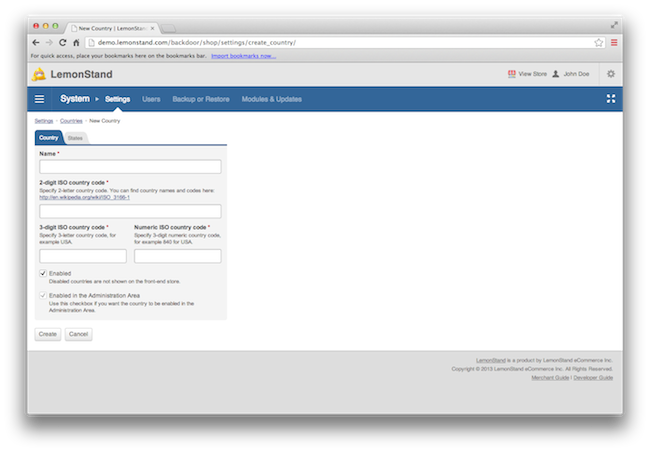 New Country | LemonStand
demo.lemonstand.com/backdoor/shop/settings/create_country/
For quick access, place your bookmarks here on the bookmarks bar. Import bookmarks now...
LemonStand View Store John Doe
System Settings Users Backup or Restore Modules & Updates
Settings Countries New Country
Country States
Name *
2-digit ISO country code *
Specify 2-letter country code. You can find country names and codes here:
http://en.wikipedia.org/wiki/ISO_3166-1
3-digit ISO country code * Numeric ISO country code *
Specify 3-letter country code, for Specify 3-digit numeric country code,
example USA. for example 840 for USA.
Enabled
Disabled countries are not shown on the front-end store.
Enabled in the Administration Area
Use this checkbox if you want the country to be enabled in the
Administration Area.
Create Cancel
LemonStand is a product by LemonStand eCommerce Inc.
Copyright © 2013 LemonStand eCommerce Inc. All Rights Reserved.
Merchant Guide / Developer Guide